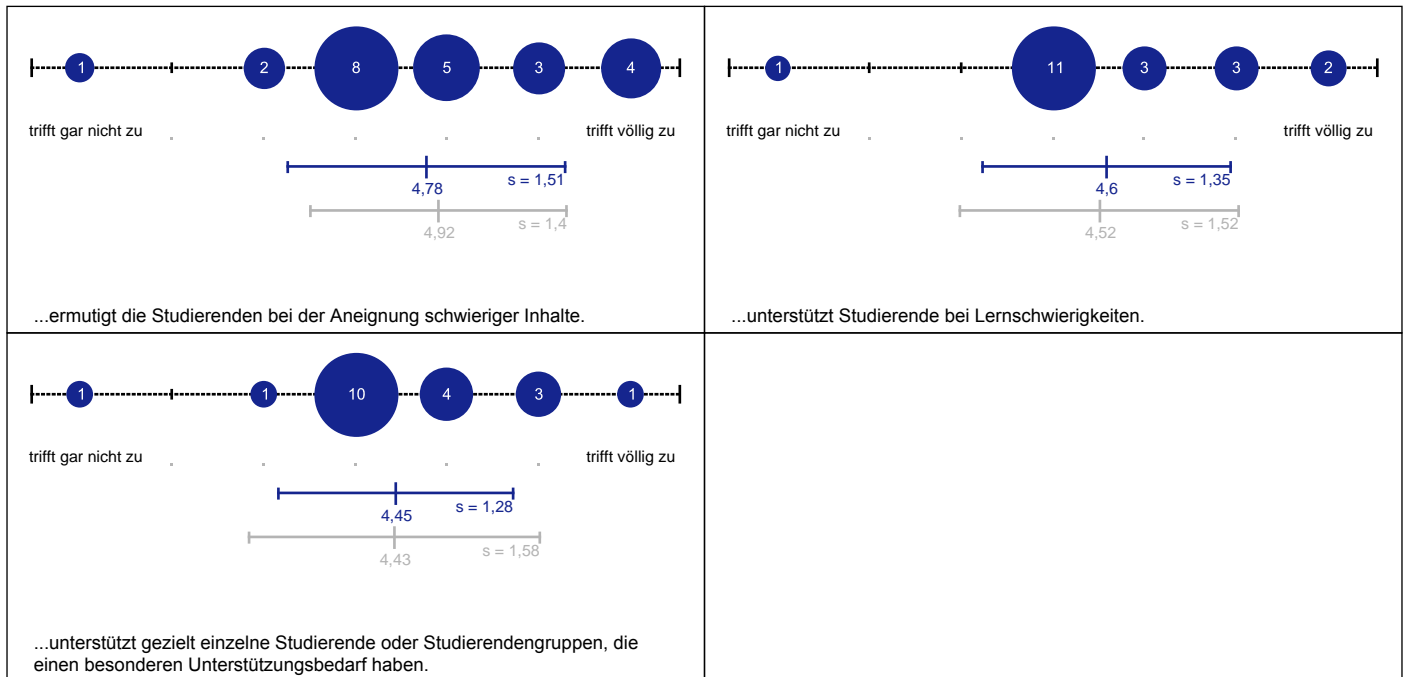 1 2 8 5 3 4
trifft gar nicht zu trifft völlig zu
s = 1,51
4,78
s = 1,4
4,92
...ermutigt die Studierenden bei der Aneignung schwieriger Inhalte.
1 11 3 3 2
trifft gar nicht zu trifft völlig zu
s = 1,35
4,6
s = 1,52
4,52
...unterstützt Studierende bei Lernschwierigkeiten.
1 1 10 4 3 1
trifft gar nicht zu trifft völlig zu
s = 1,28
4,45
s = 1,58
4,43
...unterstützt gezielt einzelne Studierende oder Studierendengruppen, die
einen besonderen Unterstützungsbedarf haben.